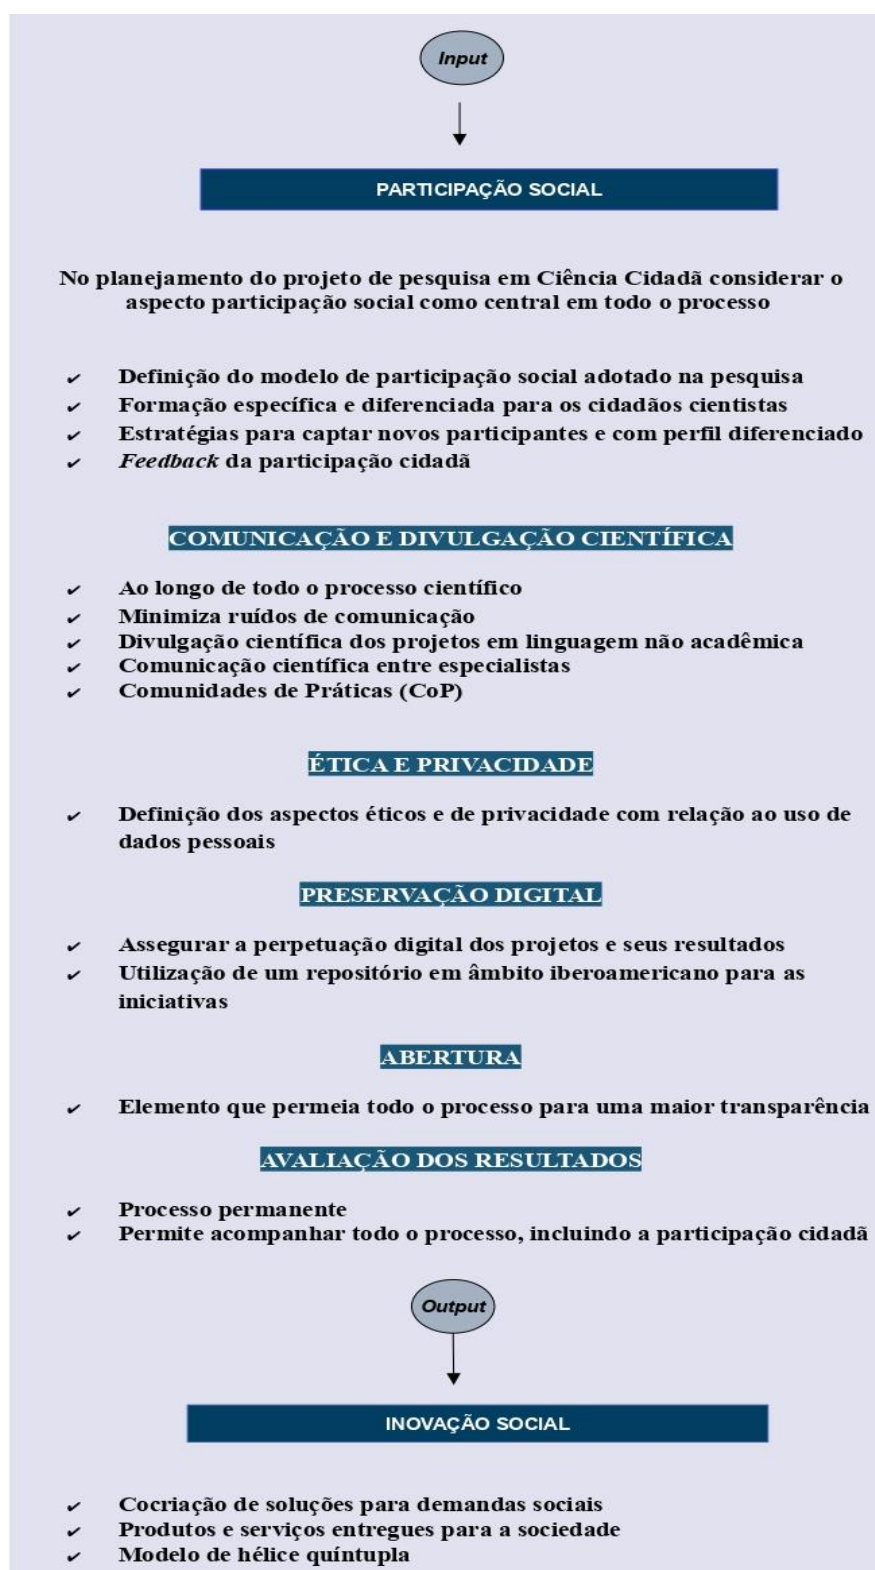 Input
PARTICIPAÇÃO SOCIAL
No planejamento do projeto de pesquisa em Ciência Cidadã considerar o
aspecto participação social como central em todo o processo
✓ Definição do modelo de participação social adotado na pesquisa
✓ Formação específica e diferenciada para os cidadãos cientistas
✓ Estratégias para captar novos participantes e com perfil diferenciado
✓ Feedback da participação cidadã
COMUNICAÇÃO E DIVULGAÇÃO CIENTÍFICA
✓ Ao longo de todo o processo científico
✓ Minimiza ruídos de comunicação
✓ Divulgação científica dos projetos em linguagem não acadêmica
✓ Comunicação científica entre especialistas
✓ Comunidades de Práticas (CoP)
ÉTICA E PRIVACIDADE
✓ Definição dos aspectos éticos e de privacidade com relação ao uso de
dados pessoais
PRESERVAÇÃO DIGITAL
✓ Assegurar a perpetuação digital dos projetos e seus resultados
✓ Utilização de um repositório em âmbito iberoamericano para as
iniciativas
ABERTURA
✓ Elemento que permeia todo o processo para uma maior transparência
AVALIAÇÃO DOS RESULTADOS
✓ Processo permanente
✓ Permite acompanhar todo o processo, incluindo a participação cidadã
Output
INOVAÇÃO SOCIAL
✓ Cocriação de soluções para demandas sociais
✓ Produtos e serviços entregues para a sociedade
✓ Modelo de hélice quíntupla